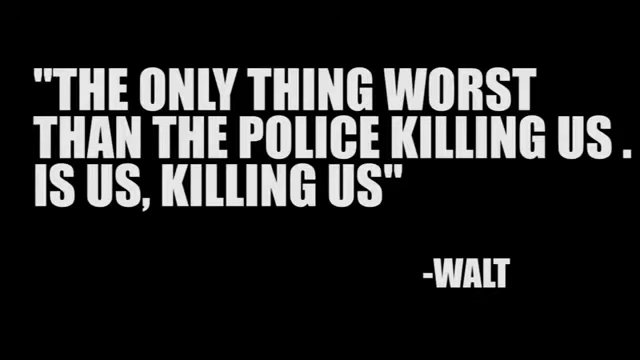 "THE ONLY THING WORST
THAN THE POLICE KILLING US .
IS US, KILLING US"
-WALT